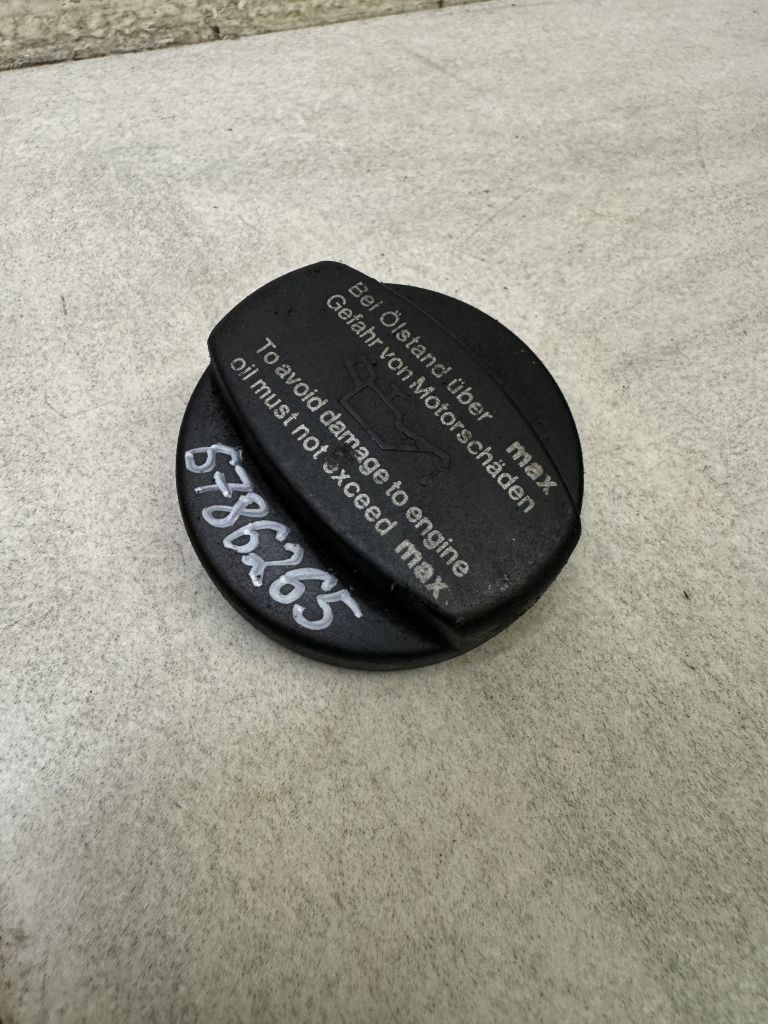 Bei Ölstand über max
Gefahr von Motorschäden
To avoid damage to engine
oil must not exceed max
6786265